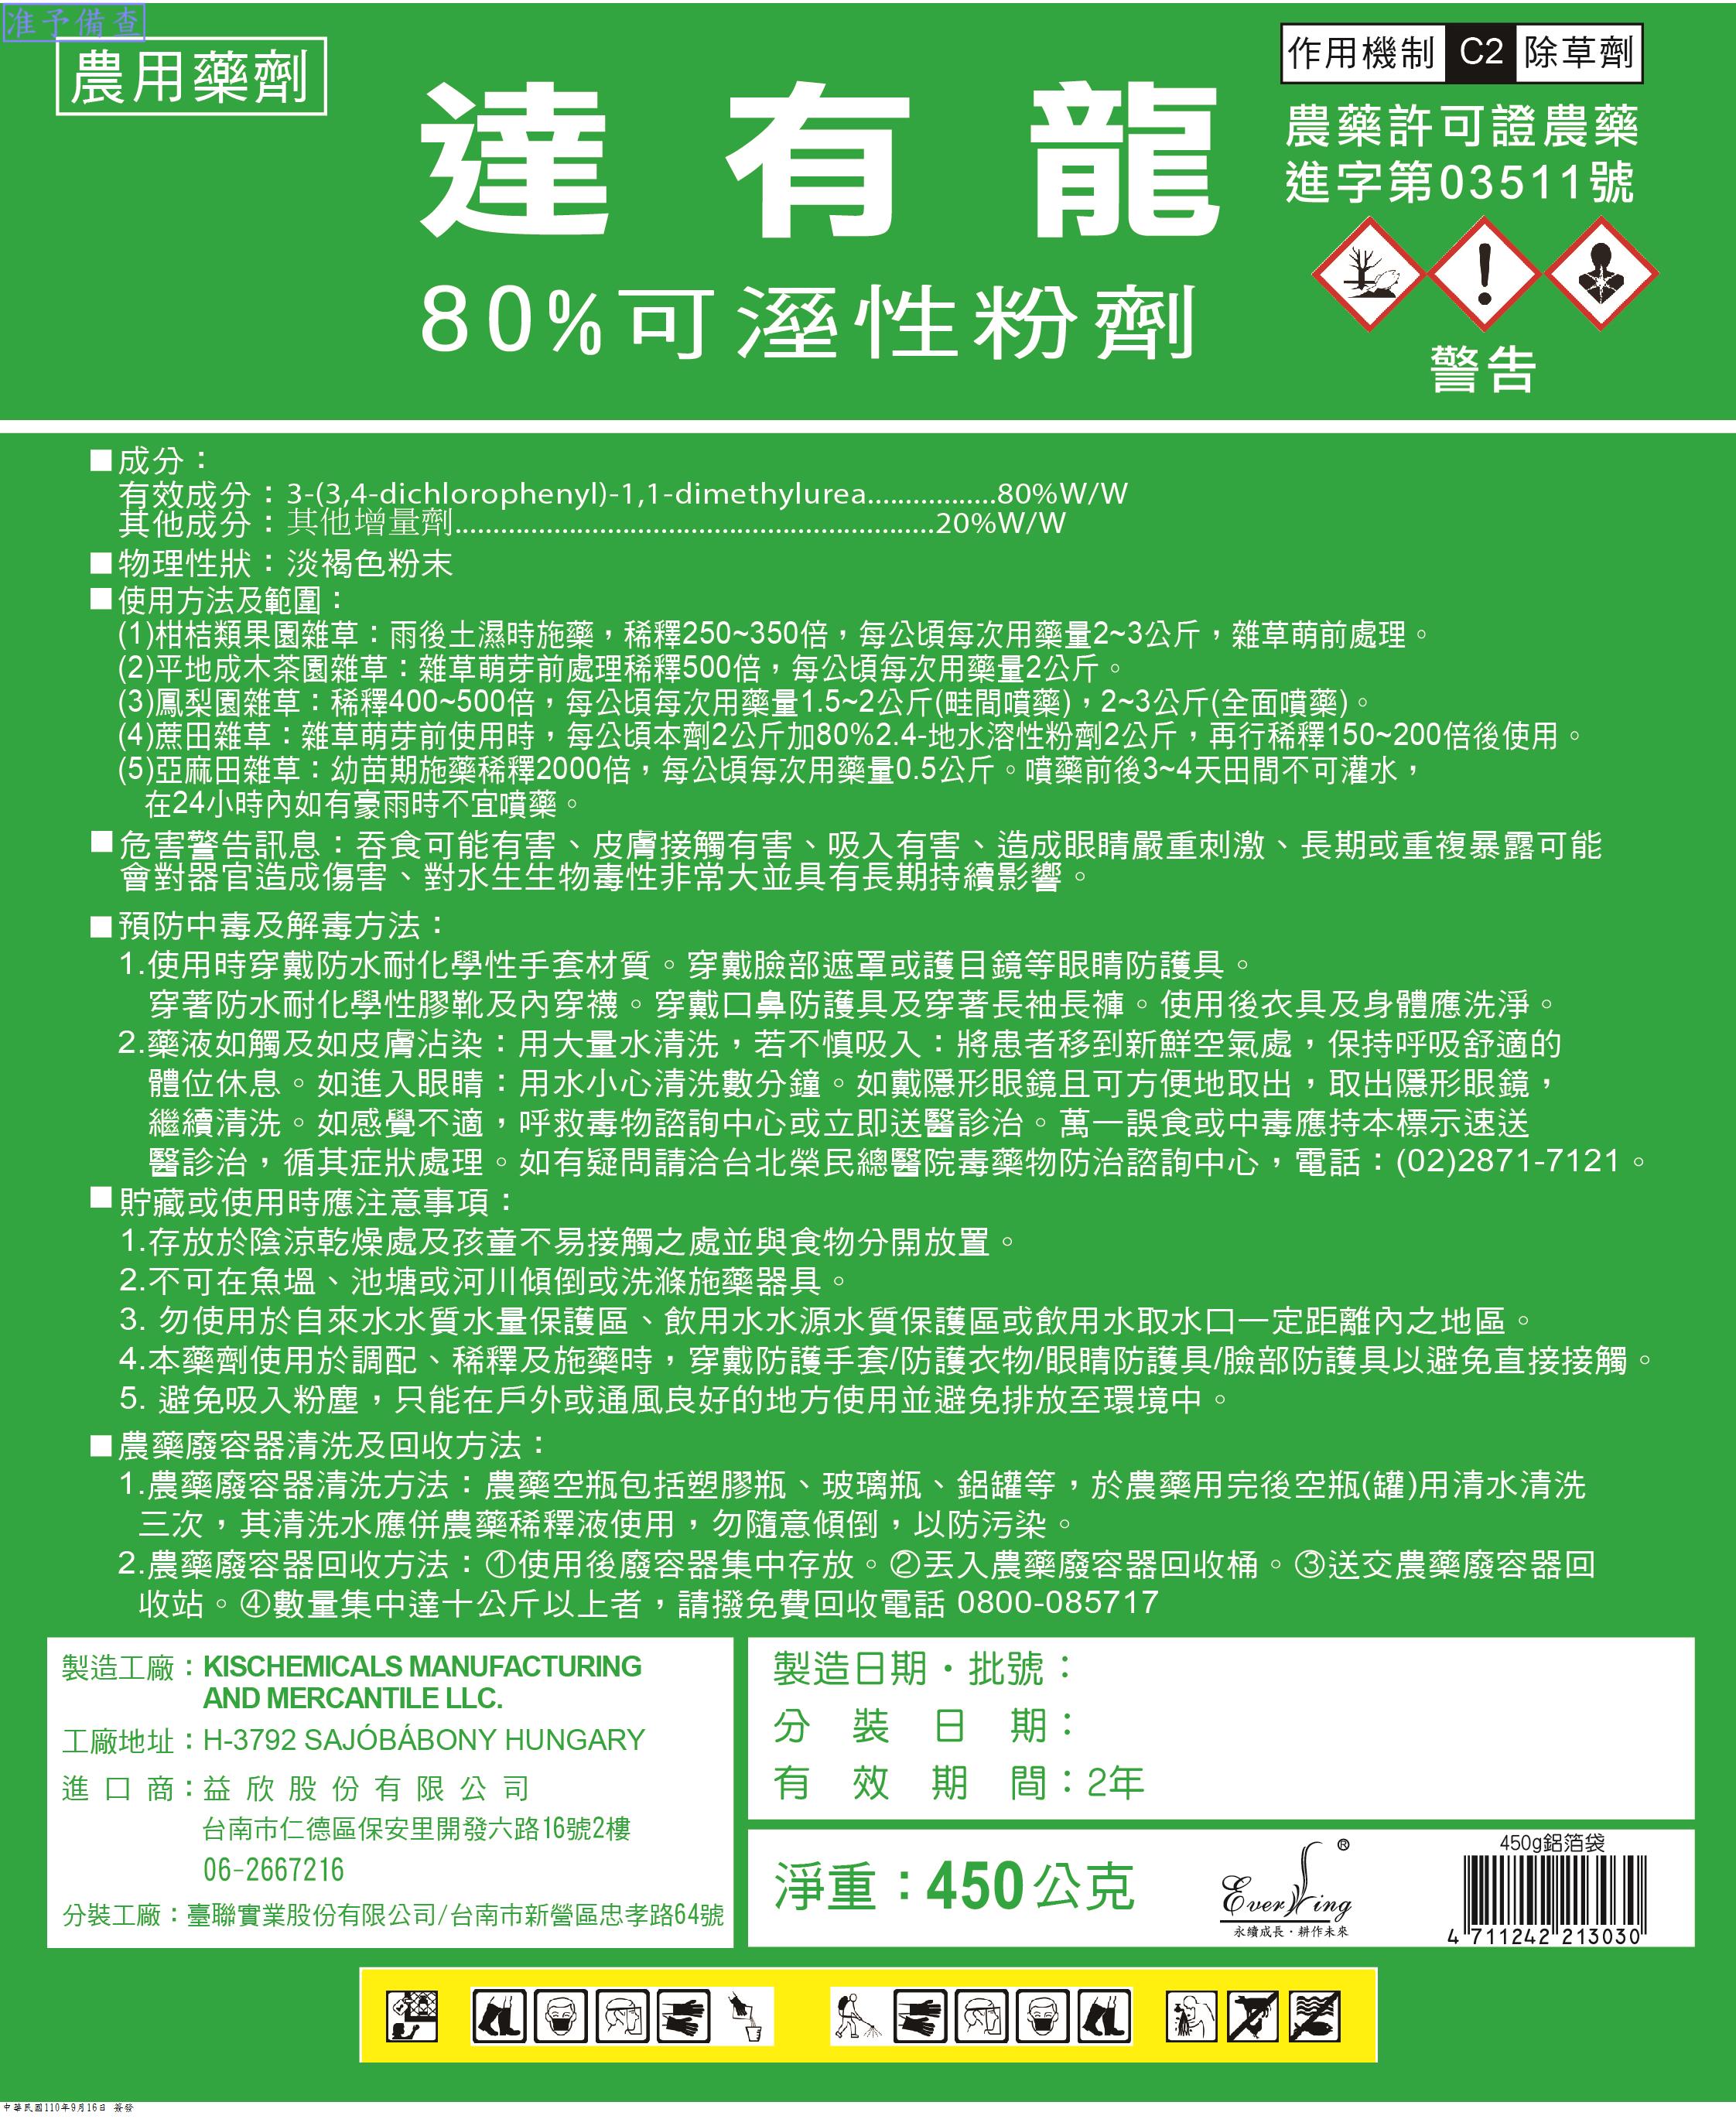 准予備查
農用藥劑
達有龍
80%可溼性粉劑
作用機制 C2 除草劑
農藥許可證農藥
進字第03511號
警告
■成分：
有效成分：3-(3,4-dichlorophenyl)-1,1-dimethylurea.................80%W/W
其他成分：其他增量劑...............................................................20%W/W
■物理性狀：淡褐色粉末
■使用方法及範圍：
(1)柑桔類果園雜草：雨後土濕時施藥，稀釋250~350倍，每公頃每次用藥量2~3公斤，雜草萌前處理。
(2)平地成木茶園雜草：雜草萌芽前處理稀釋500倍，每公頃每次用藥量2公斤。
(3)鳳梨園雜草：稀釋400~500倍，每公頃每次用藥量1.5~2公斤(畦間噴藥)，2~3公斤(全面噴藥)。
(4)蔗田雜草：雜草萌芽前使用時，每公頃本劑2公斤加80%2.4-地水溶性粉劑2公斤，再行稀釋150~200倍後使用。
(5)亞麻田雜草：幼苗期施藥稀釋2000倍，每公頃每次用藥量0.5公斤。噴藥前後3~4天田間不可灌水，
在24小時內如有豪雨時不宜噴藥。
■危害警告訊息：吞食可能有害、皮膚接觸有害、吸入有害、造成眼睛嚴重刺激、長期或重複暴露可能
會對器官造成傷害、對水生生物毒性非常大並具有長期持續影響。
■預防中毒及解毒方法：
1.使用時穿戴防水耐化學性手套材質。穿戴臉部遮罩或護目鏡等眼睛防護具。
穿著防水耐化學性膠靴及內穿襪。穿戴口鼻防護具及穿著長袖長褲。使用後衣具及身體應洗淨。
2.藥液如觸及如皮膚沾染：用大量水清洗，若不慎吸入：將患者移到新鮮空氣處，保持呼吸舒適的
體位休息。如進入眼睛：用水小心清洗數分鐘。如戴隱形眼鏡且可方便地取出，取出隱形眼鏡，
繼續清洗。如感覺不適，呼救毒物諮詢中心或立即送醫診治。萬一誤食或中毒應持本標示速送
醫診治，循其症狀處理。如有疑問請洽台北榮民總醫院毒藥物防治諮詢中心，電話：(02)2871-7121。
■貯藏或使用時應注意事項：
1.存放於陰涼乾燥處及孩童不易接觸之處並與食物分開放置。
2.不可在魚塭、池塘或河川傾倒或洗滌施藥器具。
3. 勿使用於自來水水質水量保護區、飲用水水源水質保護區或飲用水取水口一定距離內之地區。
4.本藥劑使用於調配、稀釋及施藥時，穿戴防護手套/防護衣物/眼睛防護具/臉部防護具以避免直接接觸。
5. 避免吸入粉塵，只能在戶外或通風良好的地方使用並避免排放至環境中。
■農藥廢容器清洗及回收方法：
1.農藥廢容器清洗方法：農藥空瓶包括塑膠瓶、玻璃瓶、鋁罐等，於農藥用完後空瓶(罐)用清水清洗
三次，其清洗水應併農藥稀釋液使用，勿隨意傾倒，以防污染。
2.農藥廢容器回收方法：①使用後廢容器集中存放。②丟入農藥廢容器回收桶。③送交農藥廢容器回
收站。④數量集中達十公斤以上者，請撥免費回收電話 0800-085717
製造工廠：KISCHEMICALS MANUFACTURING
AND MERCANTILE LLC.
工廠地址：H-3792 SAJÓBÁBONY HUNGARY
進口商：益欣股份有限公司
台南市仁德區保安里開發六路16號2樓
06-2667216
分裝工廠：臺聯實業股份有限公司/台南市新營區忠孝路64號
製造日期・批號：
分裝日期：
有效期間：2年
淨重：450公克
®
EverXing
永續成長・耕作未來
450g鋁箔袋
4 711242 213030
中華民國110年9月16日 簽發